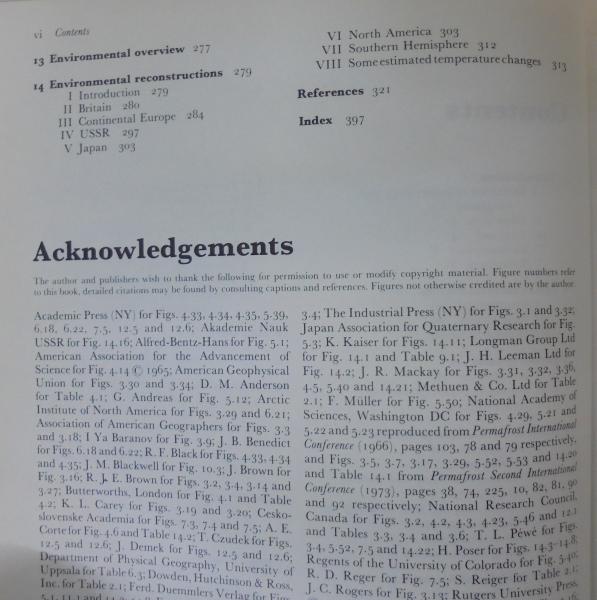 vi Contents
13 Environmental overview 277
14 Environmental reconstructions 279
I Introduction 279
II Britain 280
III Continental Europe 284
IV USSR 297
V Japan 303
VI North America 303
VII Southern Hemisphere 312
VIII Some estimated temperature changes 313
References 321
Index 397
Acknowledgements
The author and publishers wish to thank the following for permission to use or modify copyright material. Figure numbers refer
to this book, detailed citations may be found by consulting captions and references. Figures not otherwise credited are by the author.
Academic Press (NY) for Figs. 4.33, 4.34, 4.35, 5.39,
6.18, 6.22, 7.5, 12.5 and 12.6; Akademie Nauk
USSR for Fig. 14.16; Alfred-Bentz-Hans for Fig. 5.1;
American Association for the Advancement of
Science for Fig. 4.14 © 1965; American Geophysical
Union for Figs. 3.30 and 3.34; D. M. Anderson
for Table 4.1; G. Andreas for Fig. 5.12; Arctic
Institute of North America for Figs. 3.29 and 6.21;
Association of American Geographers for Figs. 3.3
and 3.18; I Ya Baranov for Fig. 3.9; J. B. Benedict
for Figs. 6.18 and 6.22; R. F. Black for Figs. 4.33, 4.34
and 4.35; J. M. Blackwell for Fig. 10.3; J. Brown for
Fig. 3.16; R. J. E. Brown for Figs. 3.2, 3.4, 3.14 and
3.27; Butterworths, London for Fig. 4.1 and Table
4.2; K. L. Carey for Figs. 3.19 and 3.20; Cesko-
slovenske Academia for Figs. 7.3, 7.4 and 7.5; A. E.
Corte for Fig. 4.6 and Table 14.2; T. Czudek for Figs.
12.5 and 12.6; J. Demek for Figs. 12.5 and 12.6;
Department of Physical Geography, University of
Uppsala for Table 6.3; Dowden, Hutchinson & Ross,
Inc. for Table 2.1; Ferd. Duemmlers Verlag for Figs.
5.1, 11.1 and
3.4; The Industrial Press (NY) for Figs. 3.1 and 3.32;
Japan Association for Quaternary Research for Fig.
5.3; K. Kaiser for Figs. 14.11; Longman Group Ltd
for Fig. 14.1 and Table 9.1; J. H. Leeman Ltd for
Fig. 14.2; J. R. Mackay for Figs. 3.31, 3.32, 3.36,
4.5, 5.40 and 14.21; Methuen & Co. Ltd for Table
2.1; F. Müller for Fig. 5.50; National Academy of
Sciences, Washington DC for Figs. 4.29, 5.21 and
5.22 and 5.23 reproduced from Permafrost International
Conference (1966), pages 103, 78 and 79 respectively,
and Figs. 3.5, 3.7, 3.17, 3.29, 5.52, 5.53 and 14.20
and Table 14.1 from Permafrost Second International
Conference (1973), pages 38, 74, 225, 10, 82, 81, 90
and 92 respectively; National Research Council,
Canada for Figs. 3.2, 4.2, 4.3, 4.23, 5.46 and 12.1
and Tables 3.3, 3.4 and 3.6; T. L. Péwé for Figs.
3.4, 5.52, 7.5 and 14.22; H. Poser for Figs. 14.3-14.8;
Regents of the University of Colorado for Fig. 5.40;
R. D. Reger for Fig. 7.5; S. Reiger for Table 2.1;
J. C. Rogers for Fig. 3.13; Rutgers University Press,